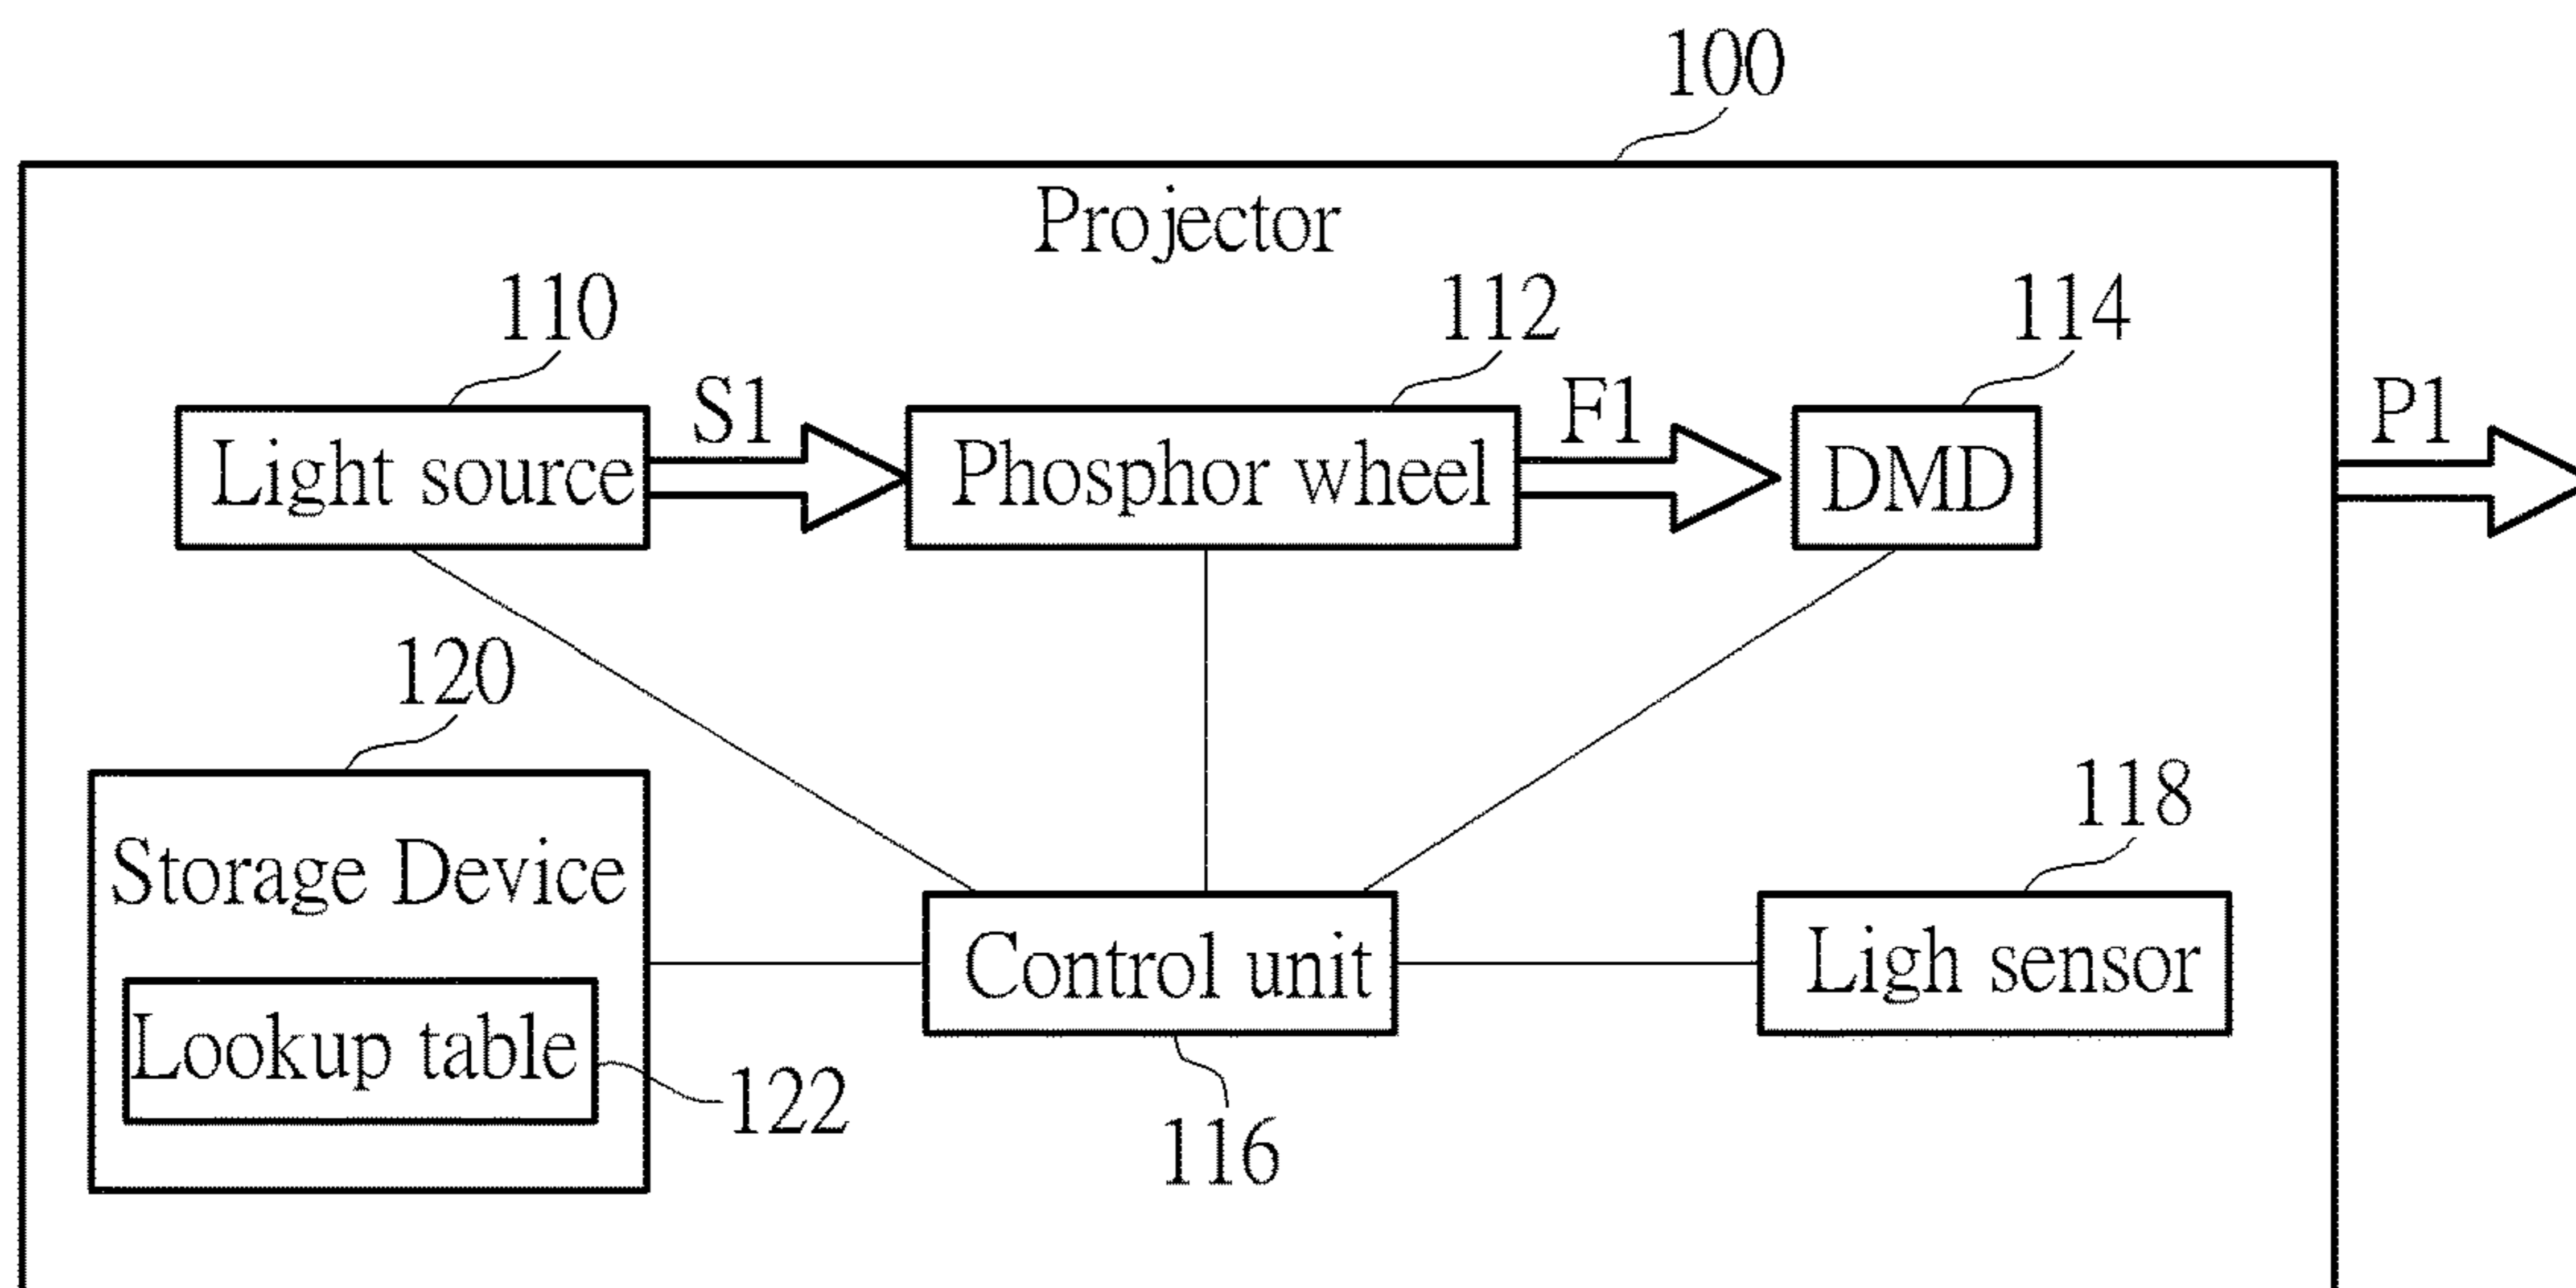 100
Projector
110
112
114
S1
F1
P1
Light source
Phosphor wheel
DMD
120
118
Storage Device
Control unit
Ligh sensor
Lookup table
122
116